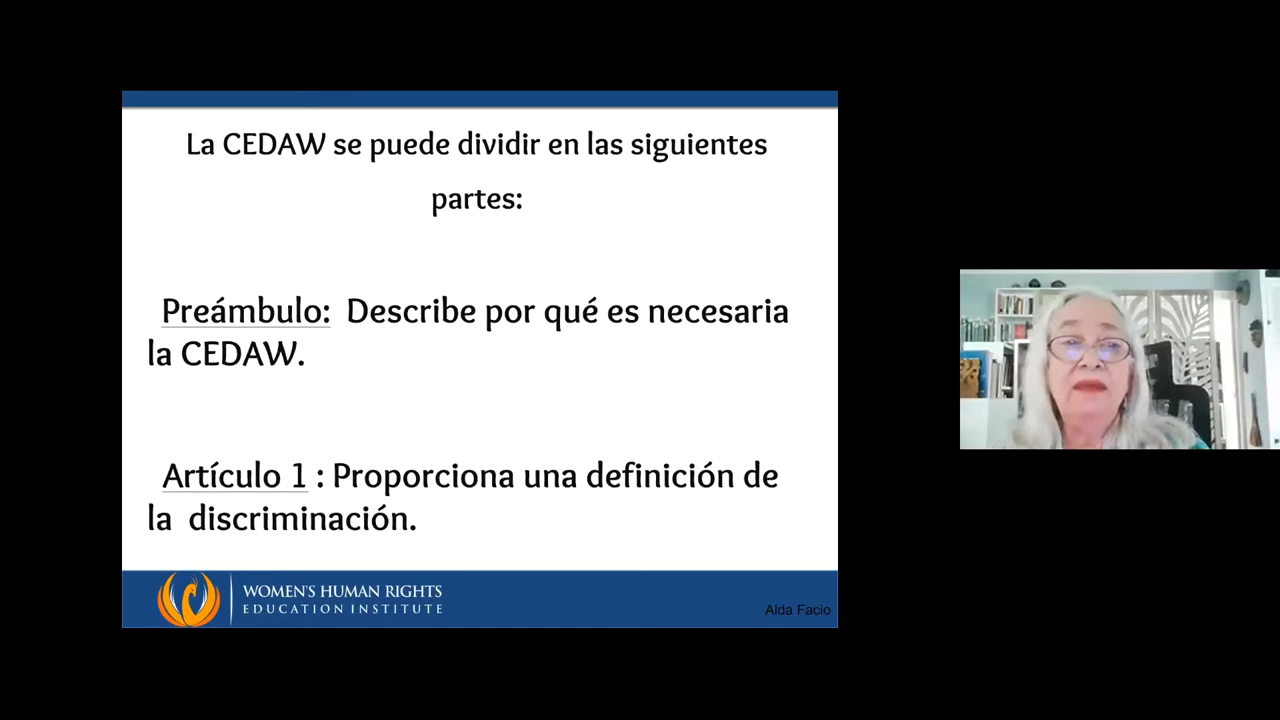 La CEDAW se puede dividir en las siguientes
partes:
Preámbulo: Describe por qué es necesaria
la CEDAW.
Artículo 1 : Proporciona una definición de
la discriminación.
WOMEN'S HUMAN RIGHTS
EDUCATION INSTITUTE
Alda Facio